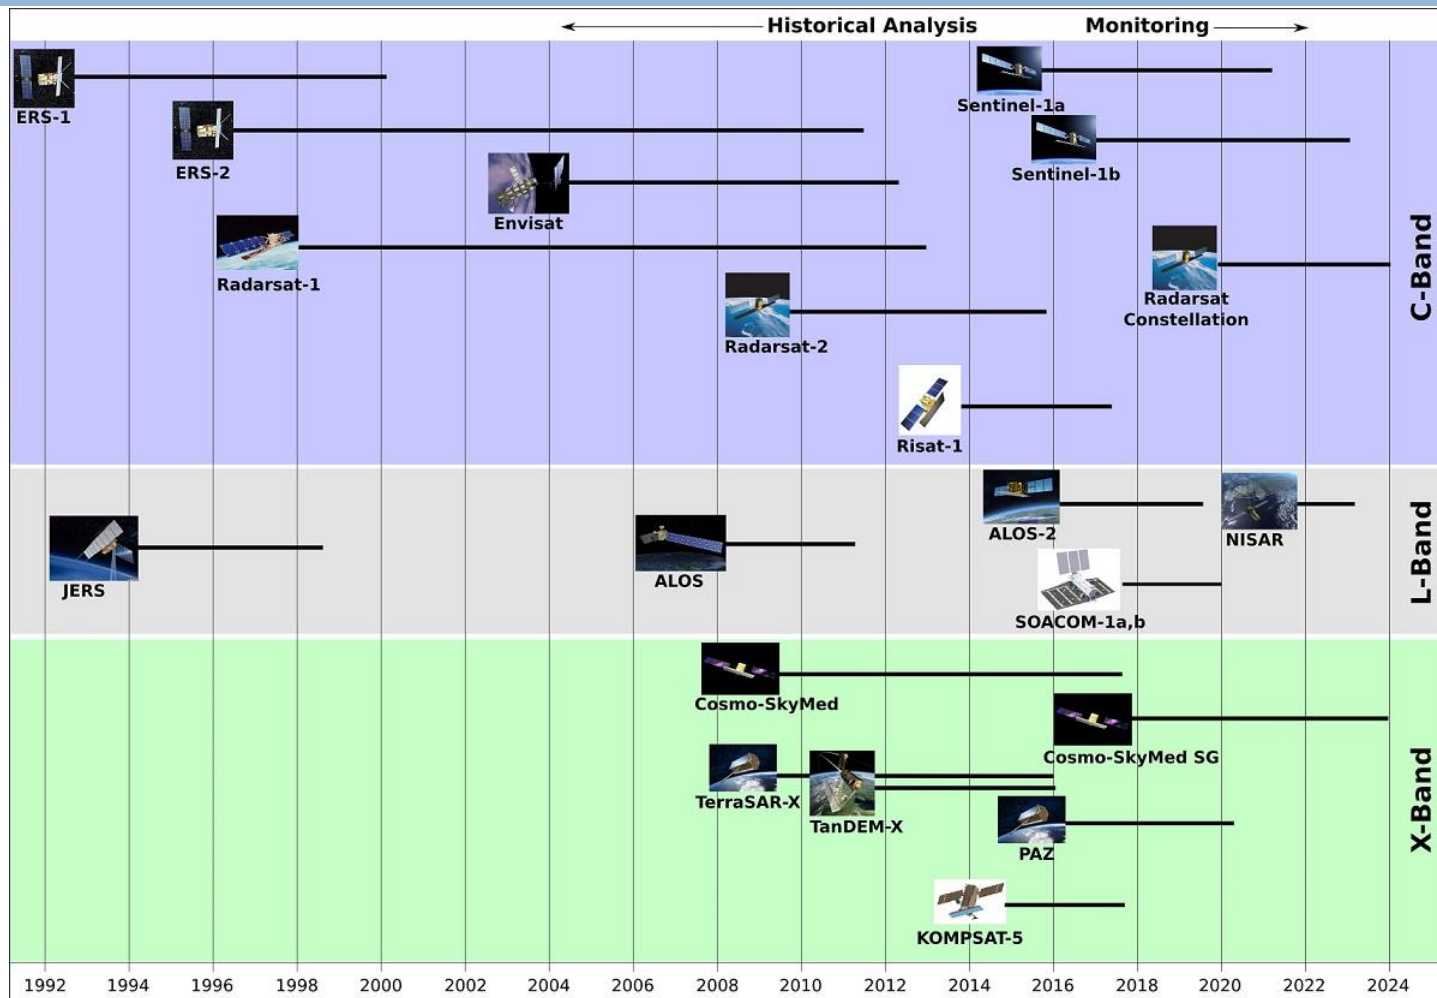 Historical Analysis
Monitoring
ERS-1
Sentinel-1a
ERS-2
Sentinel-1b
Envisat
Radarsat-1
Radarsat
Constellation
Radarsat-2
Risat-1
C-Band
ALOS-2
NISAR
JERS
ALOS
SOACOM-1a,b
L-Band
Cosmo-SkyMed
Cosmo-SkyMed SG
TerraSAR-X
TanDEM-X
PAZ
KOMPSAT-5
X-Band
1992 1994 1996 1998 2000 2002 2004 2006 2008 2010 2012 2014 2016 2018 2020 2022 2024